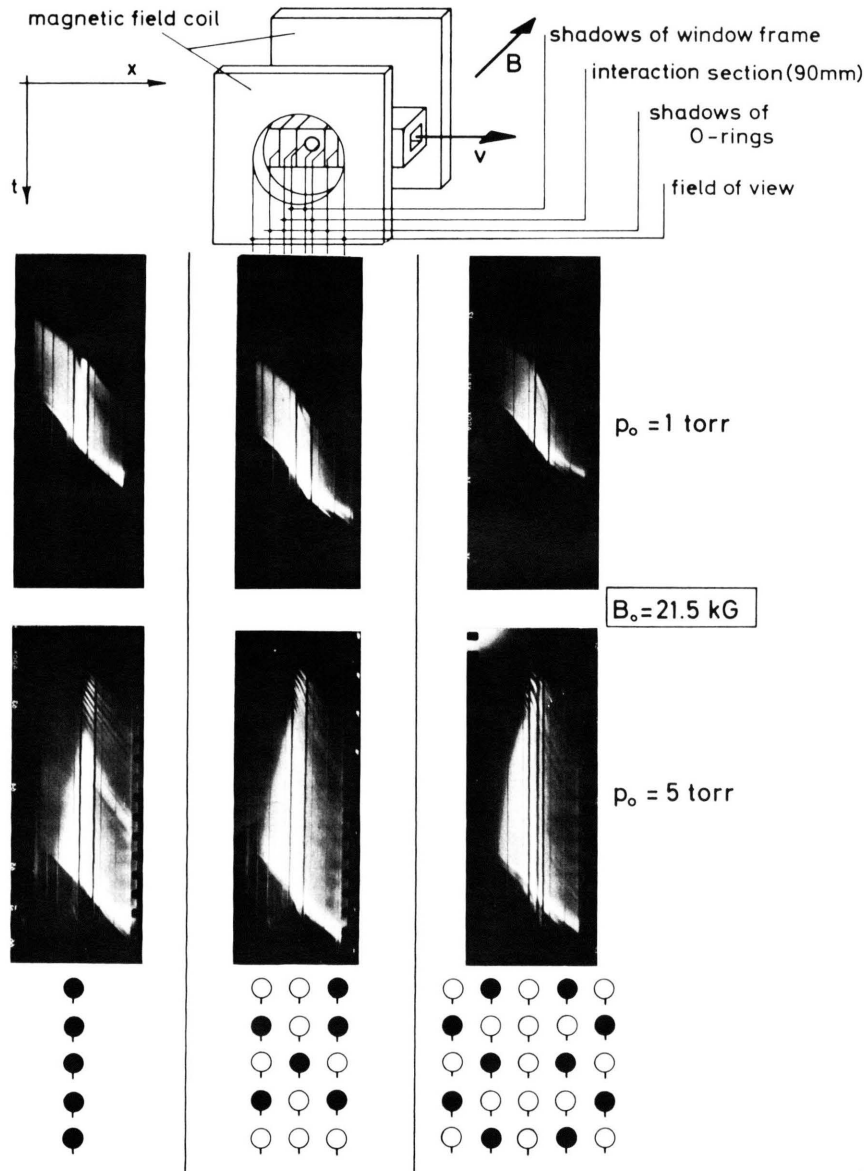 magnetic field coil
x
t
B
v
shadows of window frame
interaction section (90mm)
shadows of
O-rings
field of view
p₀ = 1 torr
B₀ = 21.5 kG
p₀ = 5 torr